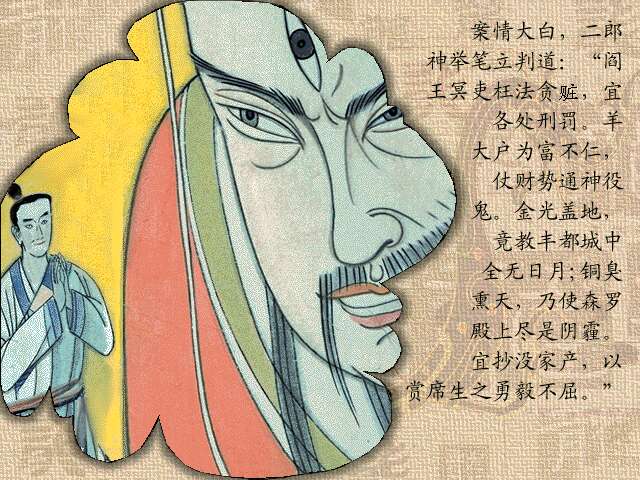 案情大白，二郎
神举笔立判道：“阎
王冥吏枉法贪赃，宜
各处刑罚。羊
大户为富不仁，
仗财势通神役
鬼。金光盖地，
竟教丰都城中
全无日月；铜臭
熏天，乃使森罗
殿上尽是阴霾。
宜抄没家产，以
赏席生之勇毅不屈。”